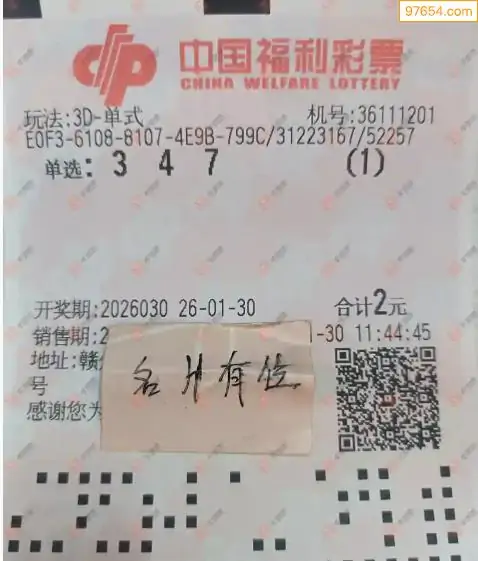 97654.com
中国福利彩票
CHINA WELFARE LOTTERY
玩法:3D-单式 机号:36111201
E0F3-6108-8107-4E9B-799C/31223167/52257
单选: 3 4 7 (1)
开奖期:2026030 26-01-30 合计2元
销售期:2 -30 11:44:45
地址:赣
号
感谢您为
名 有位